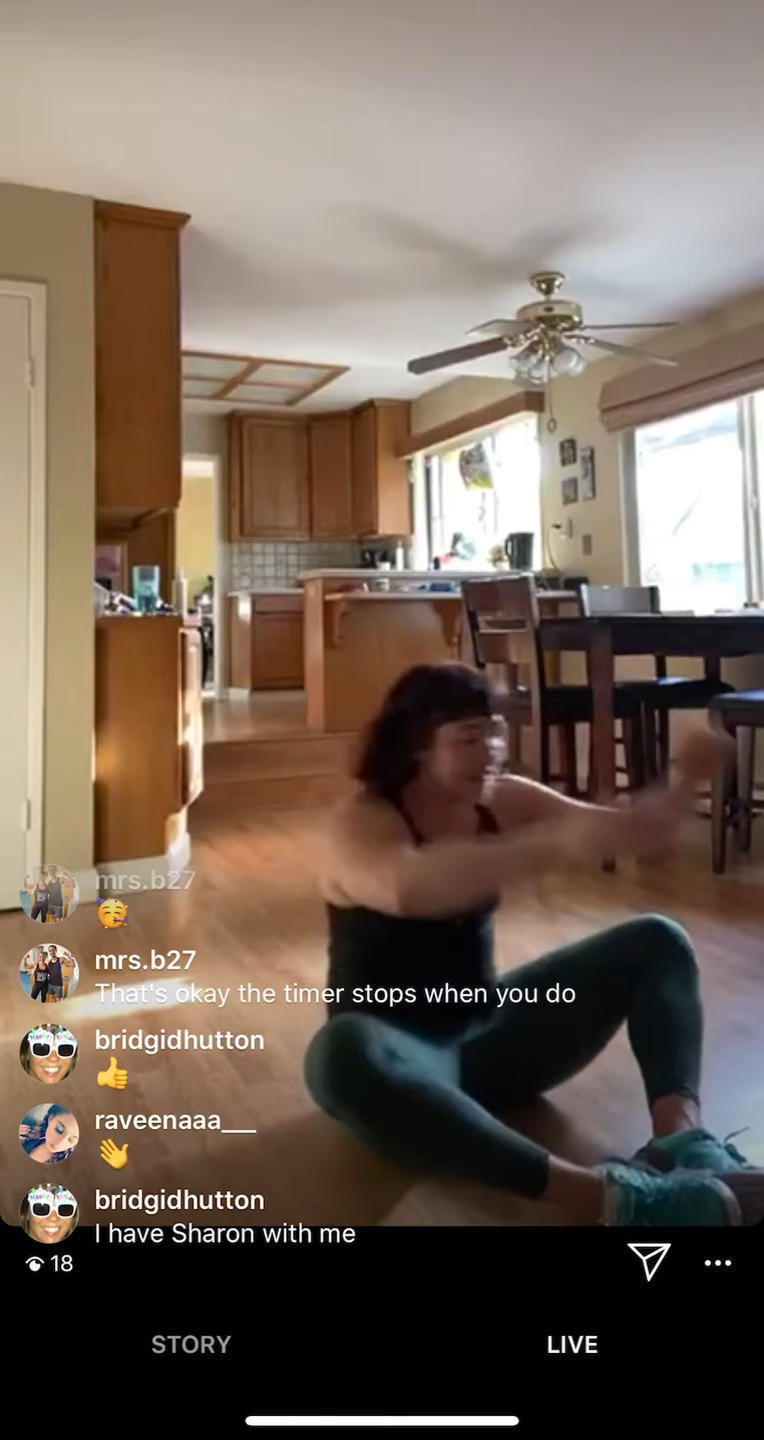 mrs.b27
🥳
mrs.b27
That's okay the timer stops when you do
bridgidhutton
👍
raveenaaa___
👋
bridgidhutton
I have Sharon with me
18
STORY
LIVE